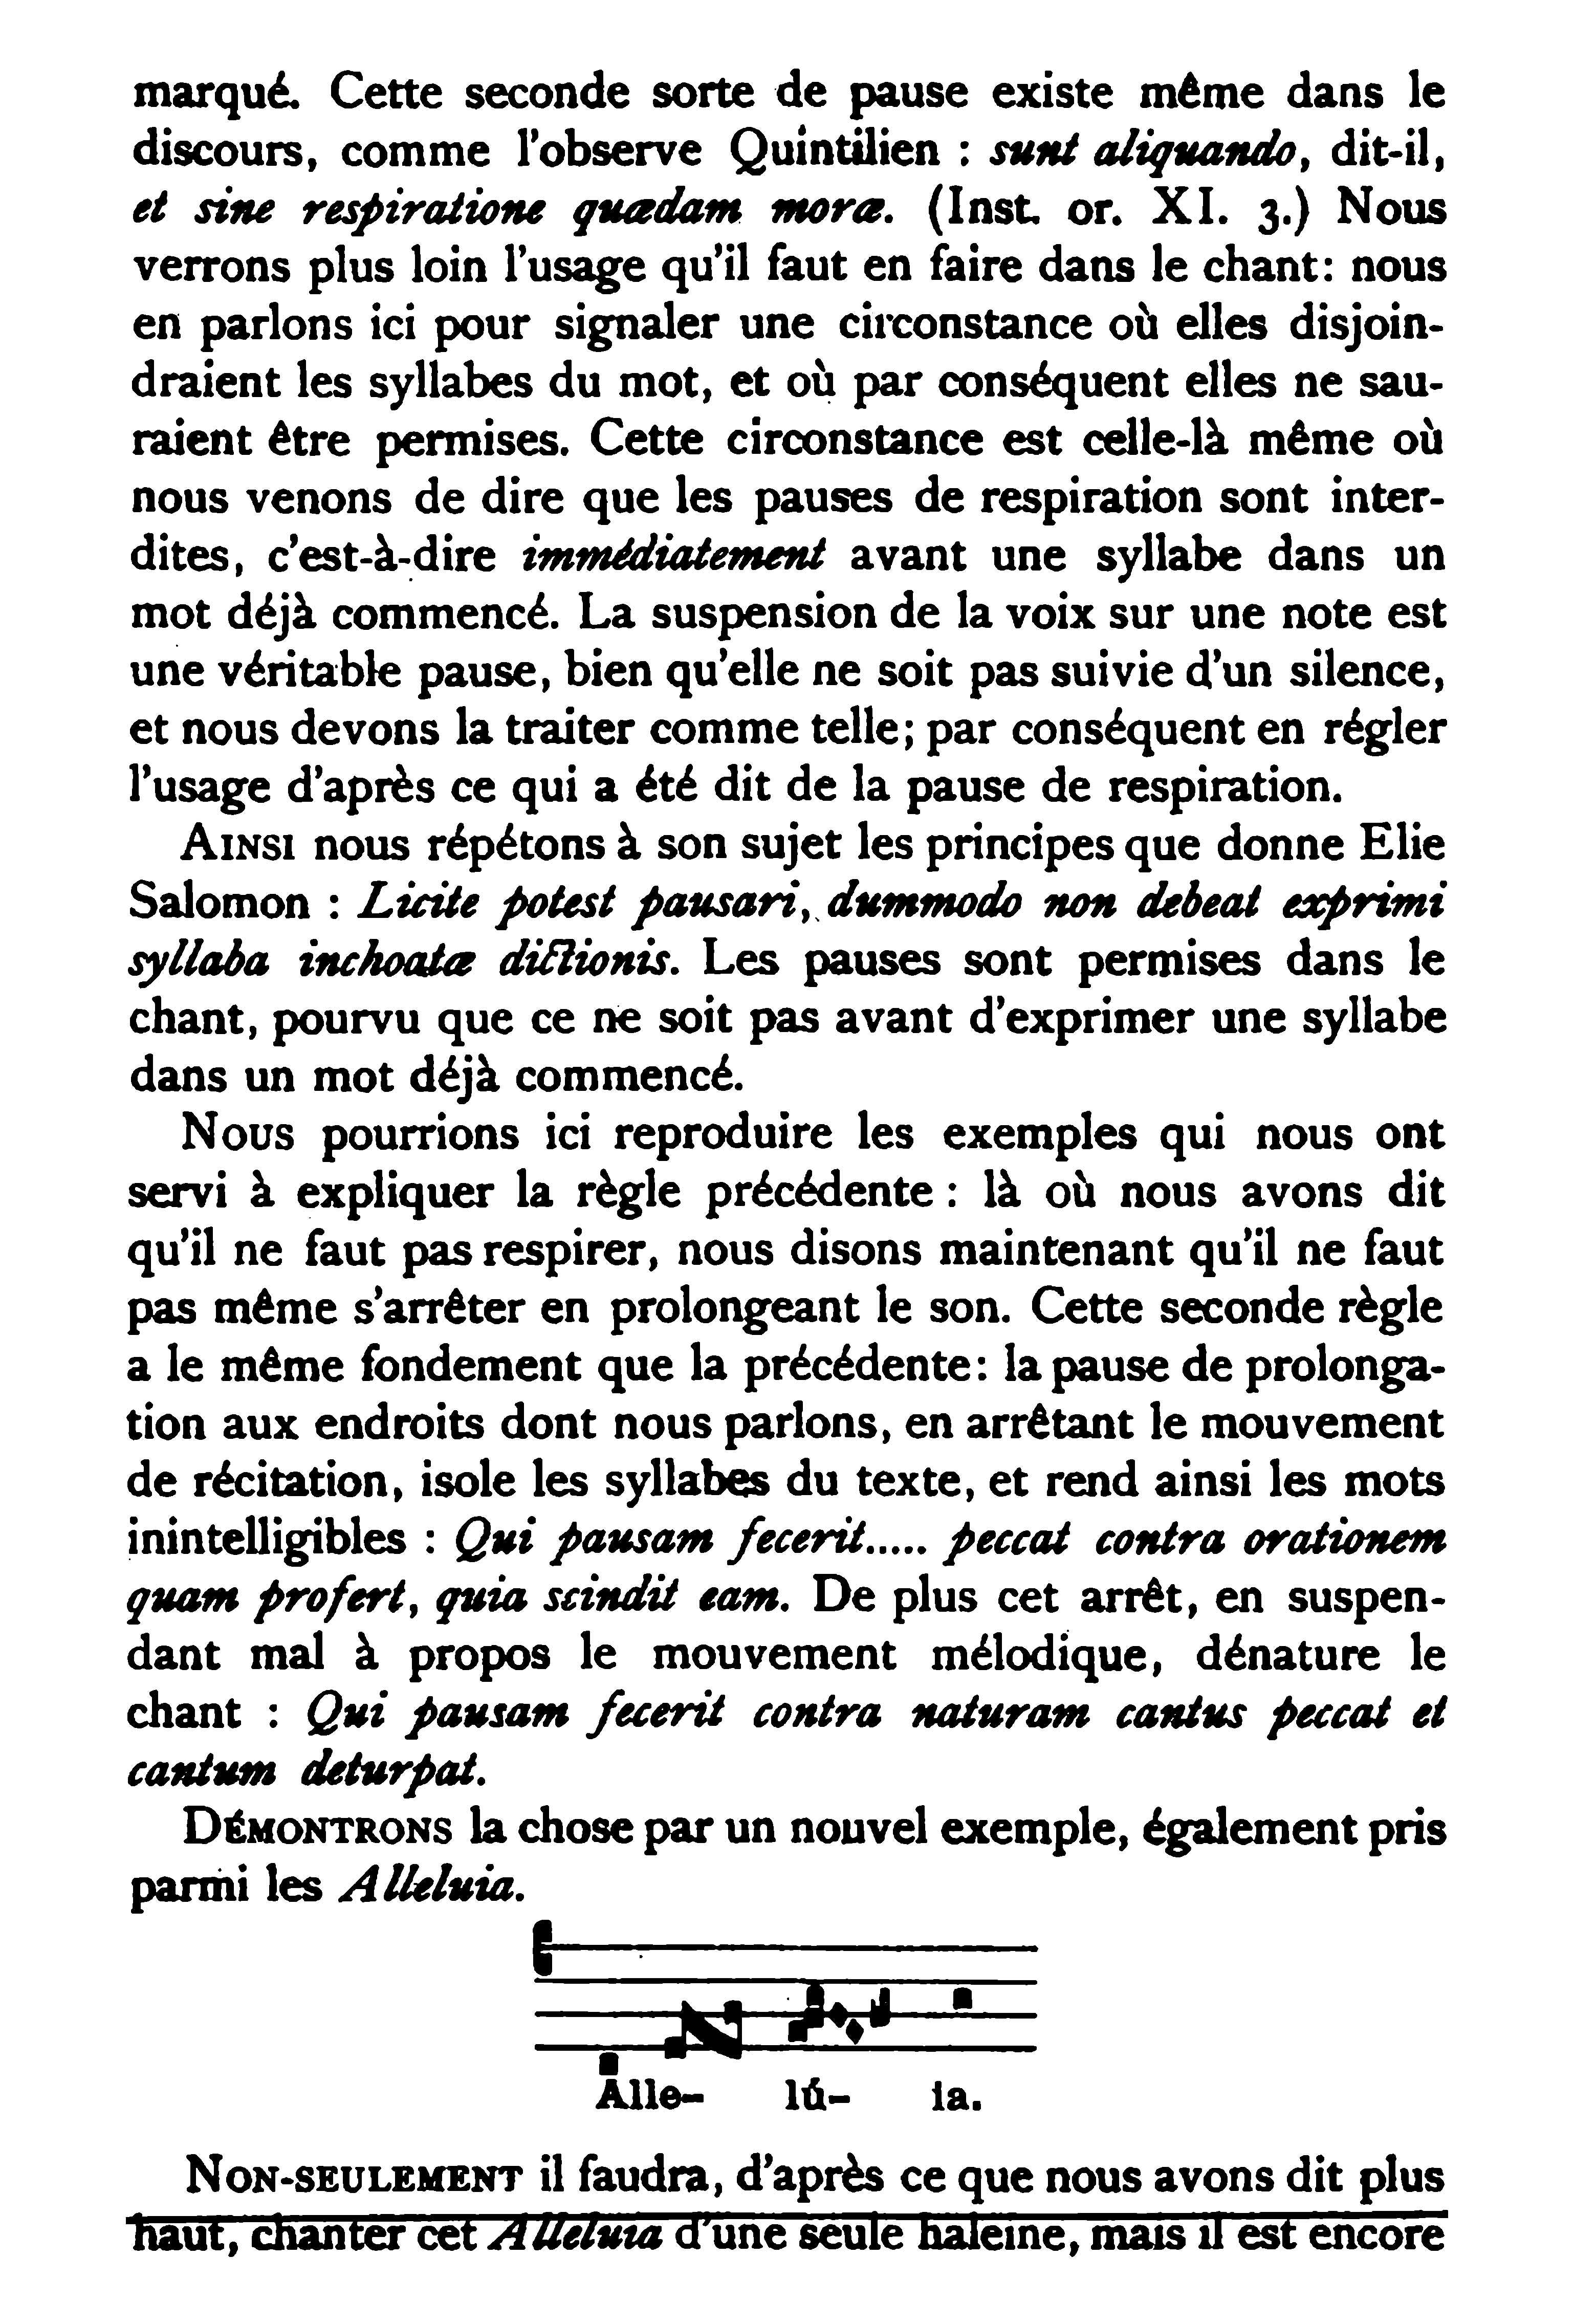 marqué. Cette seconde sorte de pause existe même dans le
discours, comme l'observe Quintilien : sunt aliquando, dit-il,
et sine respiratione quædam moræ. (Inst. or. XI. 3.) Nous
verrons plus loin l'usage qu'il faut en faire dans le chant: nous
en parlons ici pour signaler une circonstance où elles disjoin-
draient les syllabes du mot, et où par conséquent elles ne sau-
raient être permises. Cette circonstance est celle-là même où
nous venons de dire que les pauses de respiration sont inter-
dites, c'est-à-dire immédiatement avant une syllabe dans un
mot déjà commencé. La suspension de la voix sur une note est
une véritable pause, bien qu'elle ne soit pas suivie d'un silence,
et nous devons la traiter comme telle; par conséquent en régler
l'usage d'après ce qui a été dit de la pause de respiration.
AINSI nous répétons à son sujet les principes que donne Elie
Salomon : Licite potest pausari, dummodo non debeat exprimi
syllaba inchoatæ dictionis. Les pauses sont permises dans le
chant, pourvu que ce ne soit pas avant d'exprimer une syllabe
dans un mot déjà commencé.
NOUS pourrions ici reproduire les exemples qui nous ont
servi à expliquer la règle précédente : là où nous avons dit
qu'il ne faut pas respirer, nous disons maintenant qu'il ne faut
pas même s'arrêter en prolongeant le son. Cette seconde règle
a le même fondement que la précédente: la pause de prolonga-
tion aux endroits dont nous parlons, en arrêtant le mouvement
de récitation, isole les syllabes du texte, et rend ainsi les mots
inintelligibles : Qui pausam fecerit..... peccat contra orationem
quam profert, quia scindit eam. De plus cet arrêt, en suspen-
dant mal à propos le mouvement mélodique, dénature le
chant : Qui pausam fecerit contra naturam cantus peccat et
cantum deturpat.
DÉMONTRONS la chose par un nouvel exemple, également pris
parmi les Alleluia.
Alle- lú- ia.
NON-SEULEMENT il faudra, d'après ce que nous avons dit plus
haut, chanter cet Alleluia d'une seule haleine, mais il est encore